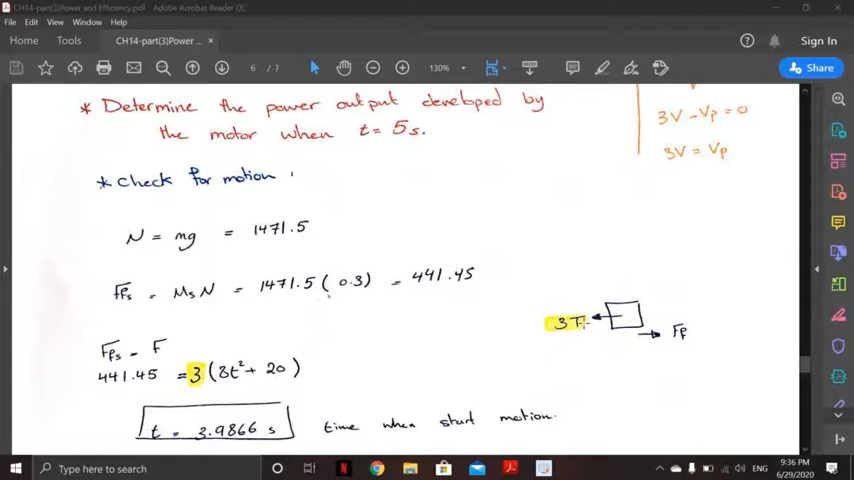 CH14-part(3)Power and Efficiency.pdf - Adobe Acrobat Reader DC
File Edit View Window Help
Home Tools CH14-part(3)Power ... × Sign In
6 / 7 130% Share
* Determine the power output developed by
the motor when t = 5 s.
3V - Vp = 0
3V = Vp
* Check for motion :
N = mg = 1471.5
Ffs = Ms N = 1471.5 ( 0.3) = 441.45
3T
Ff
Ffs = F
441.45 = 3 (8t² + 20 )
t = 3.9866 s time when start motion.
Type here to search
ENG 9:36 PM
6/29/2020